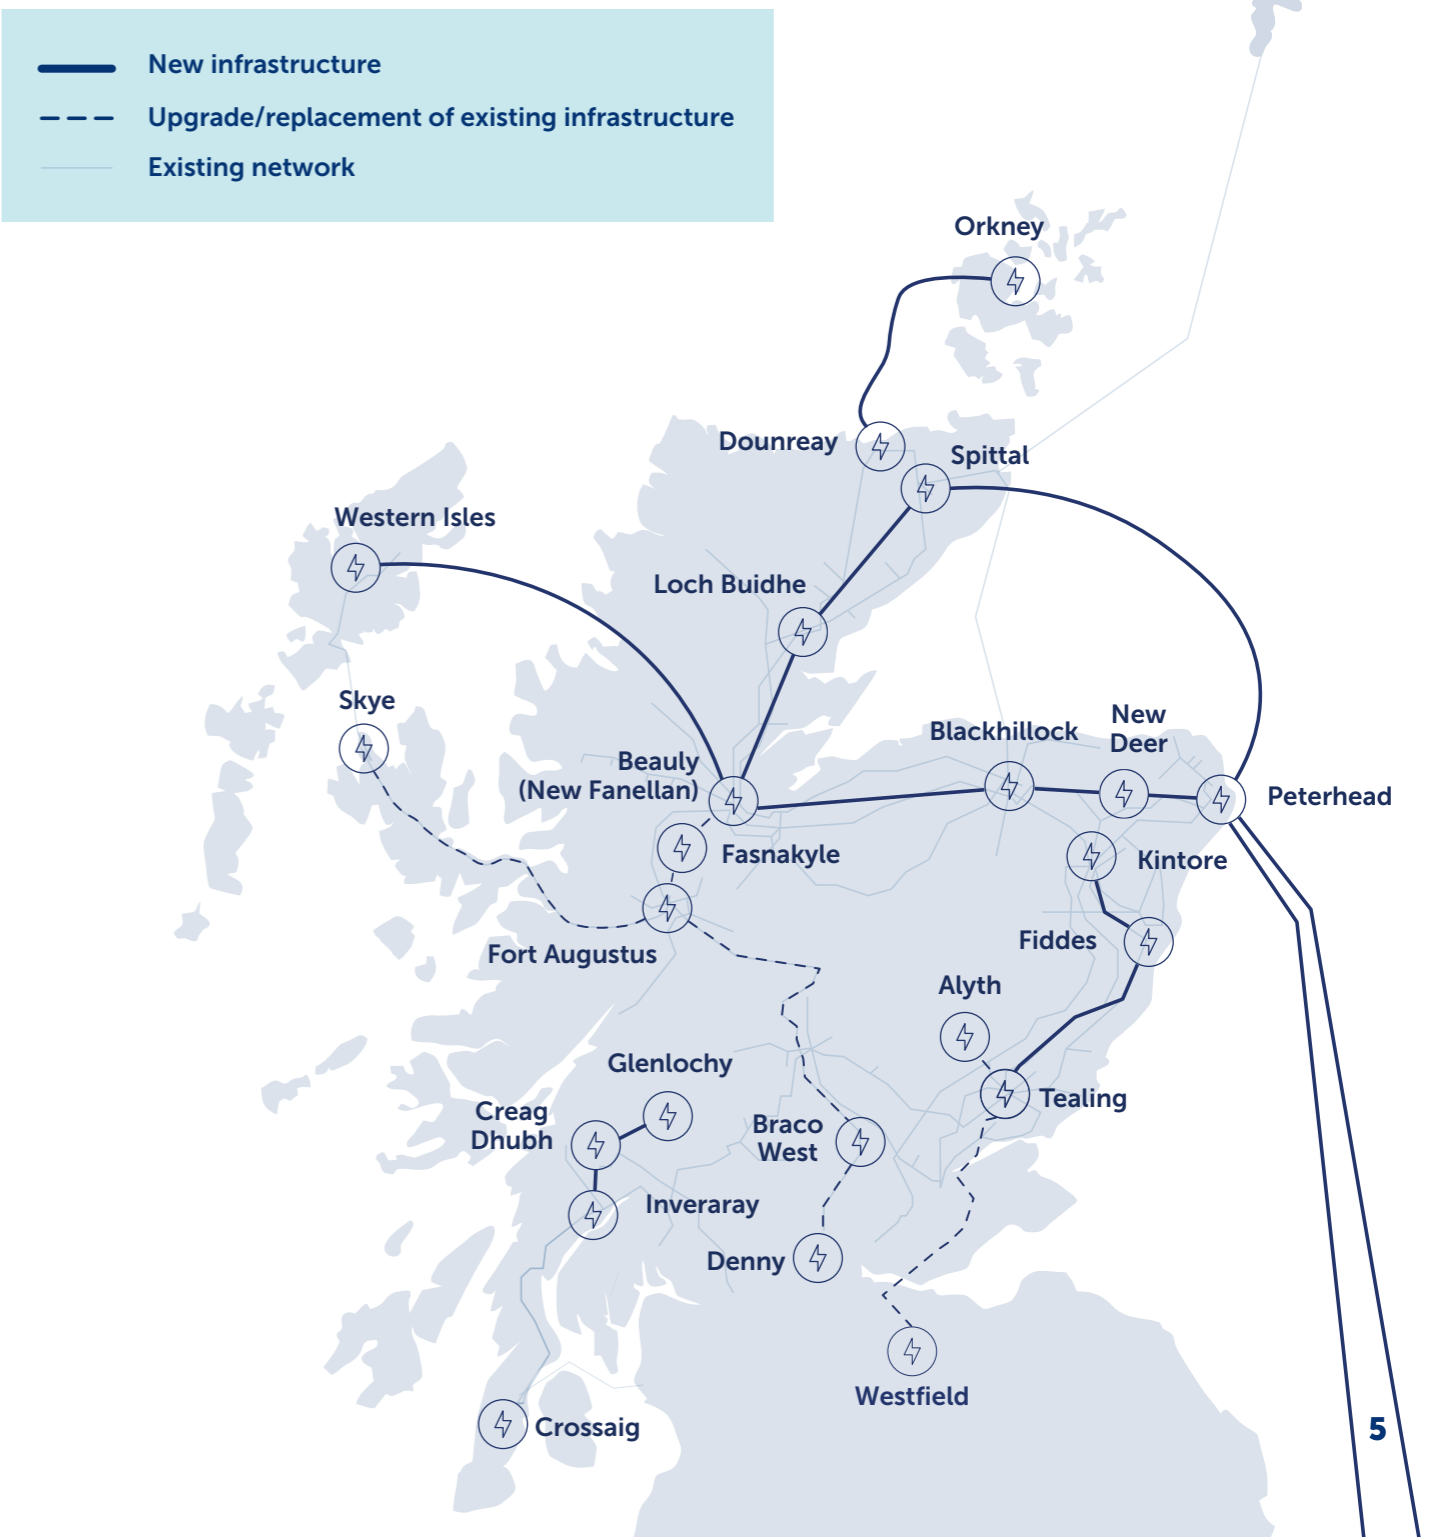 New infrastructure
Upgrade/replacement of existing infrastructure
Existing network
Orkney
Dounreay
Spittal
Western Isles
Loch Buidhe
Skye
Blackhillock
New
Deer
Beauly
(New Fanellan)
Peterhead
Fasnakyle
Kintore
Fiddes
Fort Augustus
Alyth
Glenlochy
Tealing
Creag
Dhubh
Braco
West
Inveraray
Denny
Westfield
Crossaig
5